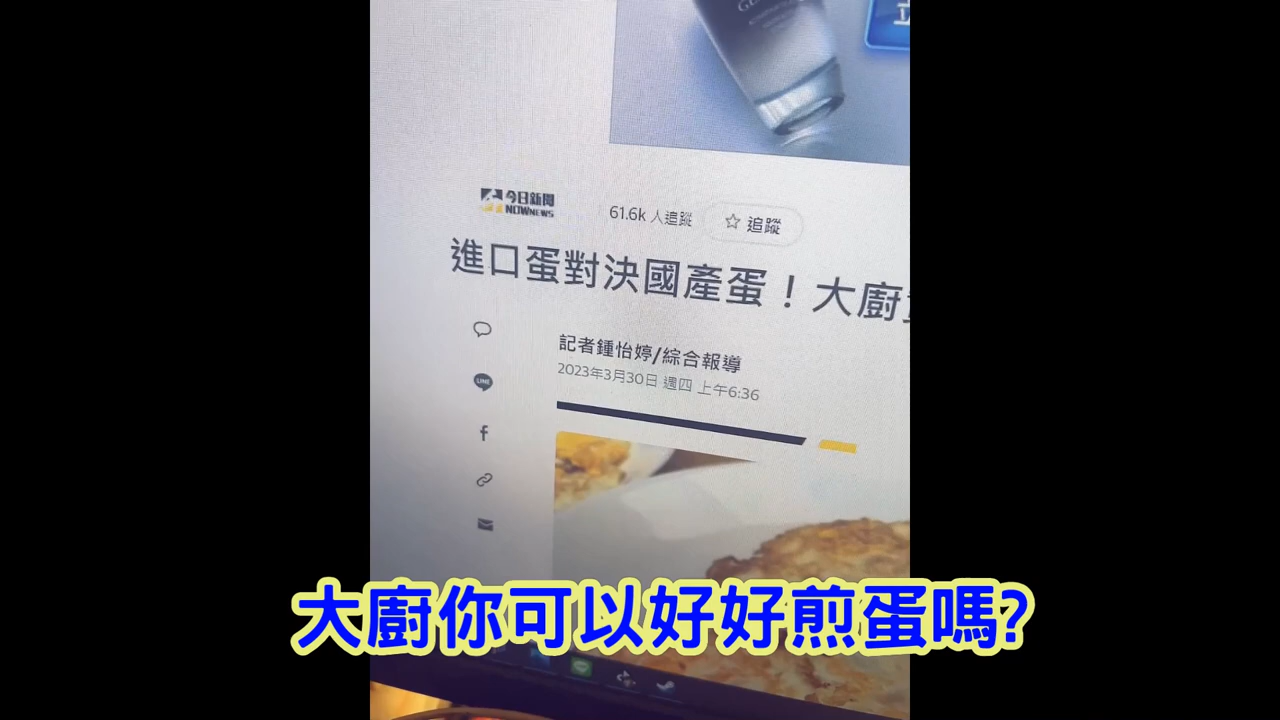 今日新聞
NOWNEWS
61.6k 人追蹤
追蹤
進口蛋對決國產蛋!大廚
記者鍾怡婷/綜合報導
2023年3月30日 週四 上午6:36
LINE
大廚你可以好好煎蛋嗎?